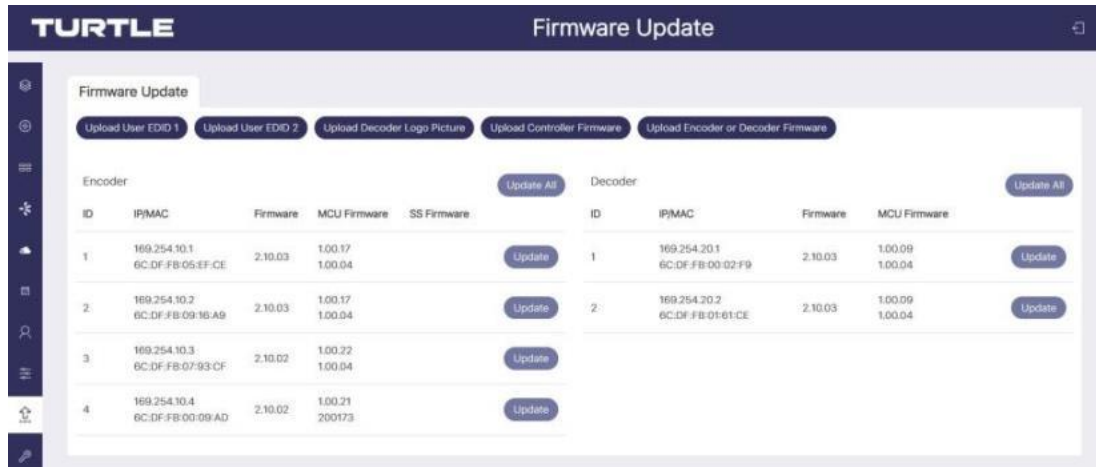 TURTLE
Firmware Update
Firmware Update
Upload User EDID 1
Upload User EDID 2
Upload Decoder Logo Picture
Upload Controller Firmware
Upload Encoder or Decoder Firmware
Encoder
Update All
ID IP/MAC Firmware MCU Firmware SS Firmware
1 169.254.10.1 2.10.03 1.00.17 Update
6C:DF:FB:05:EF:CE 1.00.04
2 169.254.10.2 2.10.03 1.00.17 Update
6C:DF:FB:09:16:A9 1.00.04
3 169.254.10.3 2.10.02 1.00.22 Update
6C:DF:FB:07:93:CF 1.00.04
4 169.254.10.4 2.10.02 1.00.21 Update
6C:DF:FB:00:09:AD 200173
Decoder
Update All
ID IP/MAC Firmware MCU Firmware
1 169.254.20.1 2.10.03 1.00.09 Update
6C:DF:FB:00:02:F9 1.00.04
2 169.254.20.2 2.10.03 1.00.09 Update
6C:DF:FB:01:61:CE 1.00.04